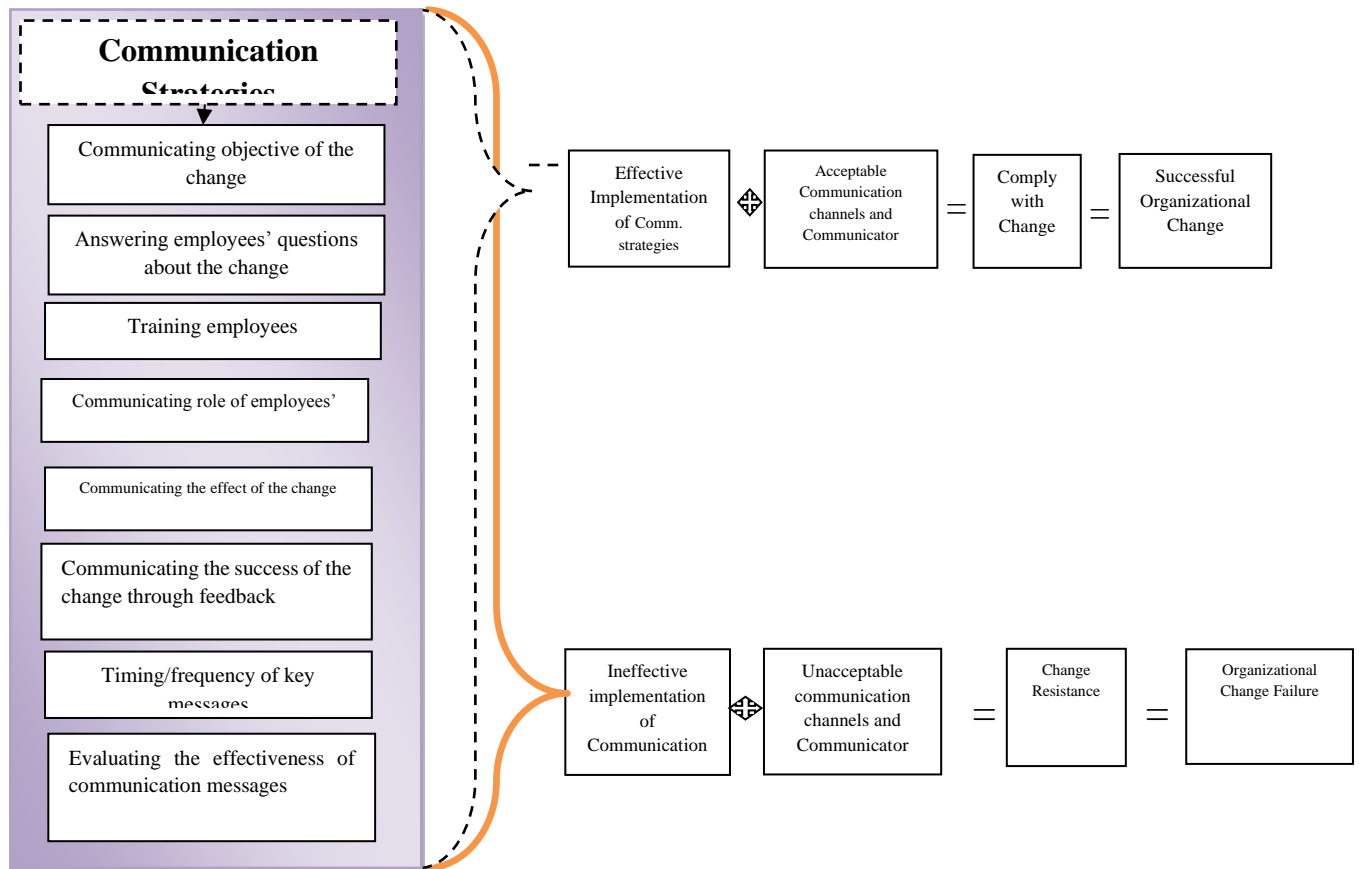 Communication
Strategies
Communicating objective of the
change
Answering employees’ questions
about the change
Training employees
Communicating role of employees’
Communicating the effect of the change
Communicating the success of the
change through feedback
Timing/frequency of key
messages
Evaluating the effectiveness of
communication messages
Effective
Implementation
of Comm.
strategies
Acceptable
Communication
channels and
Communicator
=
Comply
with
Change
=
Successful
Organizational
Change
Ineffective
implementation
of
Communication
Unacceptable
communication
channels and
Communicator
=
Change
Resistance
=
Organizational
Change Failure